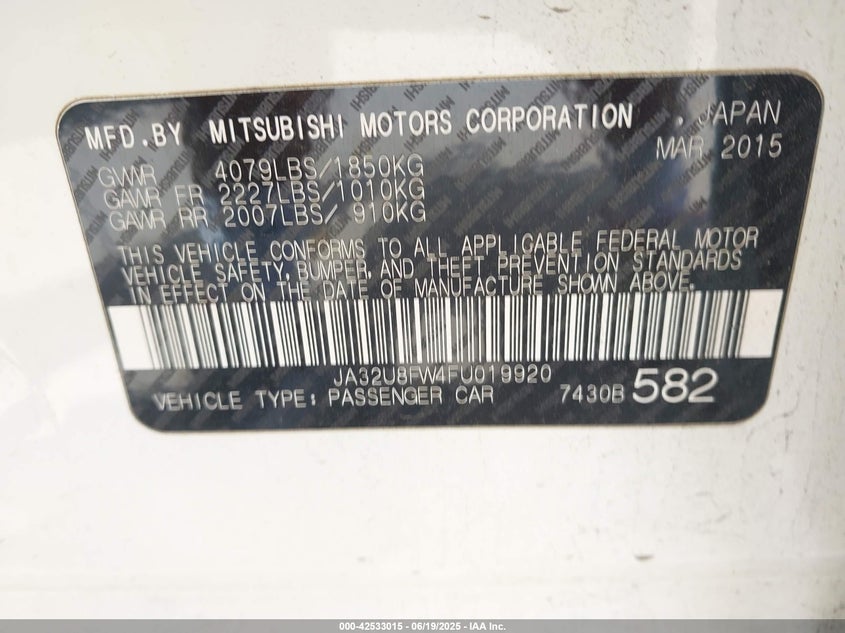 MFD.BY MITSUBISHI MOTORS CORPORATION , JAPAN
MAR 2015
GVWR 4079LBS/1850KG
GAWR FR 2227LBS/1010KG
GAWR RR 2007LBS/ 910KG
THIS VEHICLE CONFORMS TO ALL APPLICABLE FEDERAL MOTOR
VEHICLE SAFETY, BUMPER, AND THEFT PREVENTION STANDARDS
IN EFFECT ON THE DATE OF MANUFACTURE SHOWN ABOVE.
JA32U8FW4FU019920
VEHICLE TYPE: PASSENGER CAR 7430B 582
000-42533015 - 06/19/2025 - IAA Inc.